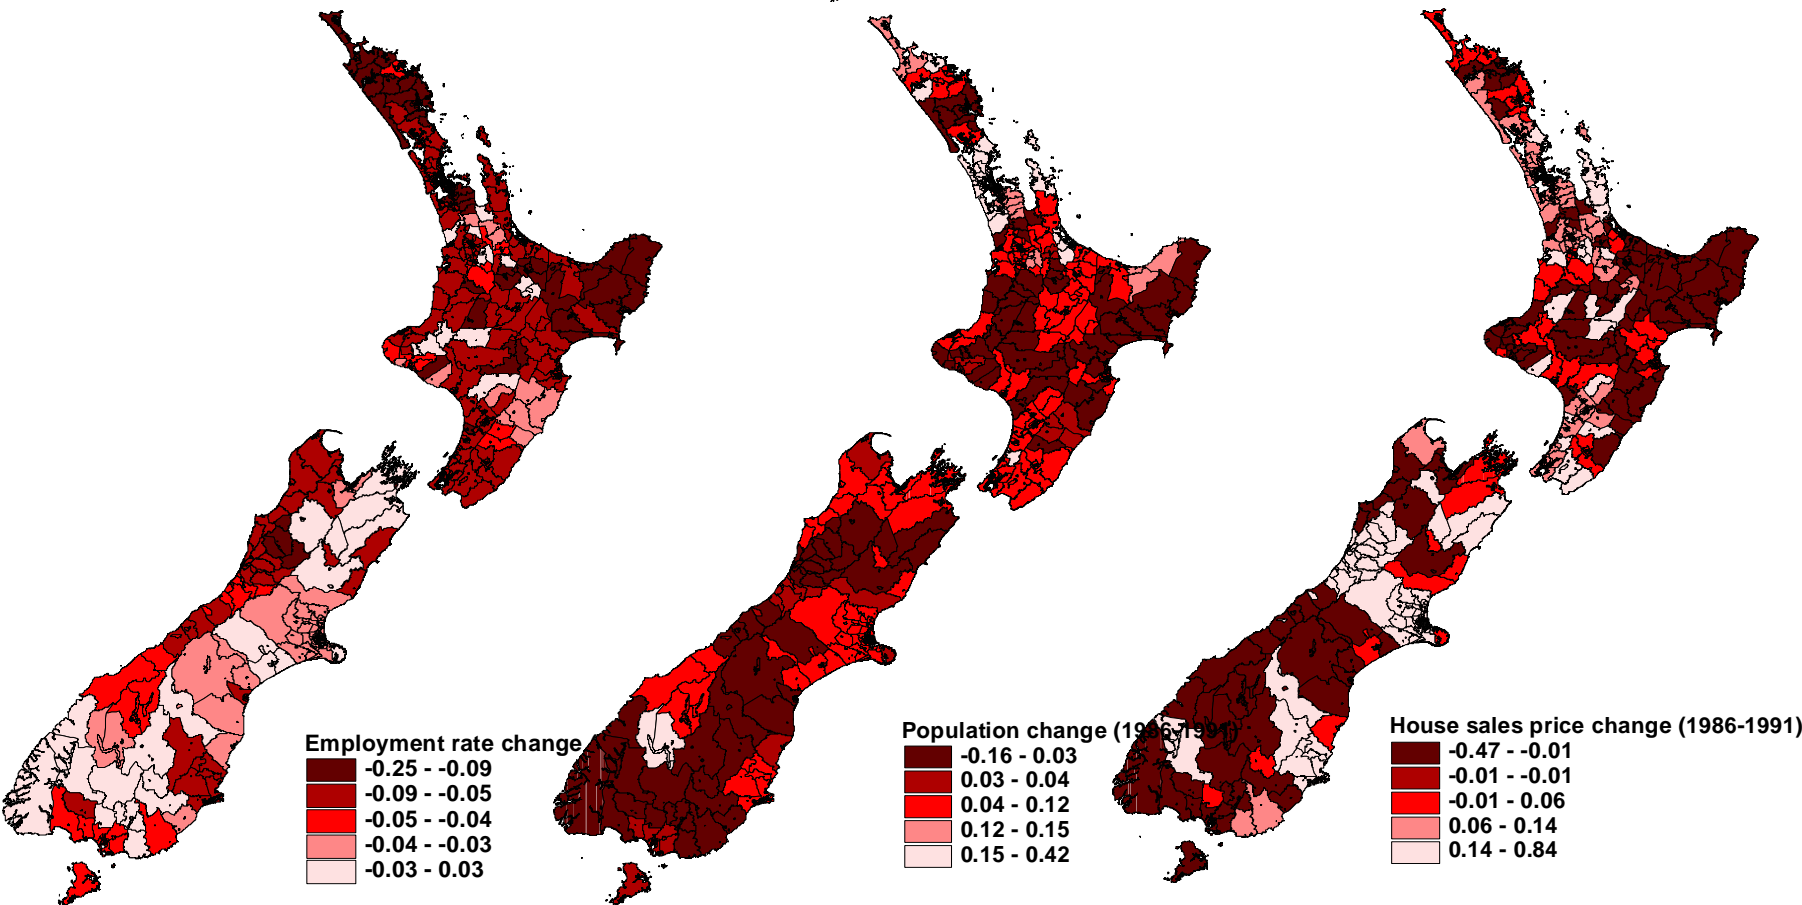 Employment rate change
-0.25 - -0.09
-0.09 - -0.05
-0.05 - -0.04
-0.04 - -0.03
-0.03 - 0.03
Population change (1986-1991)
-0.16 - 0.03
0.03 - 0.04
0.04 - 0.12
0.12 - 0.15
0.15 - 0.42
House sales price change (1986-1991)
-0.47 - -0.01
-0.01 - -0.01
-0.01 - 0.06
0.06 - 0.14
0.14 - 0.84